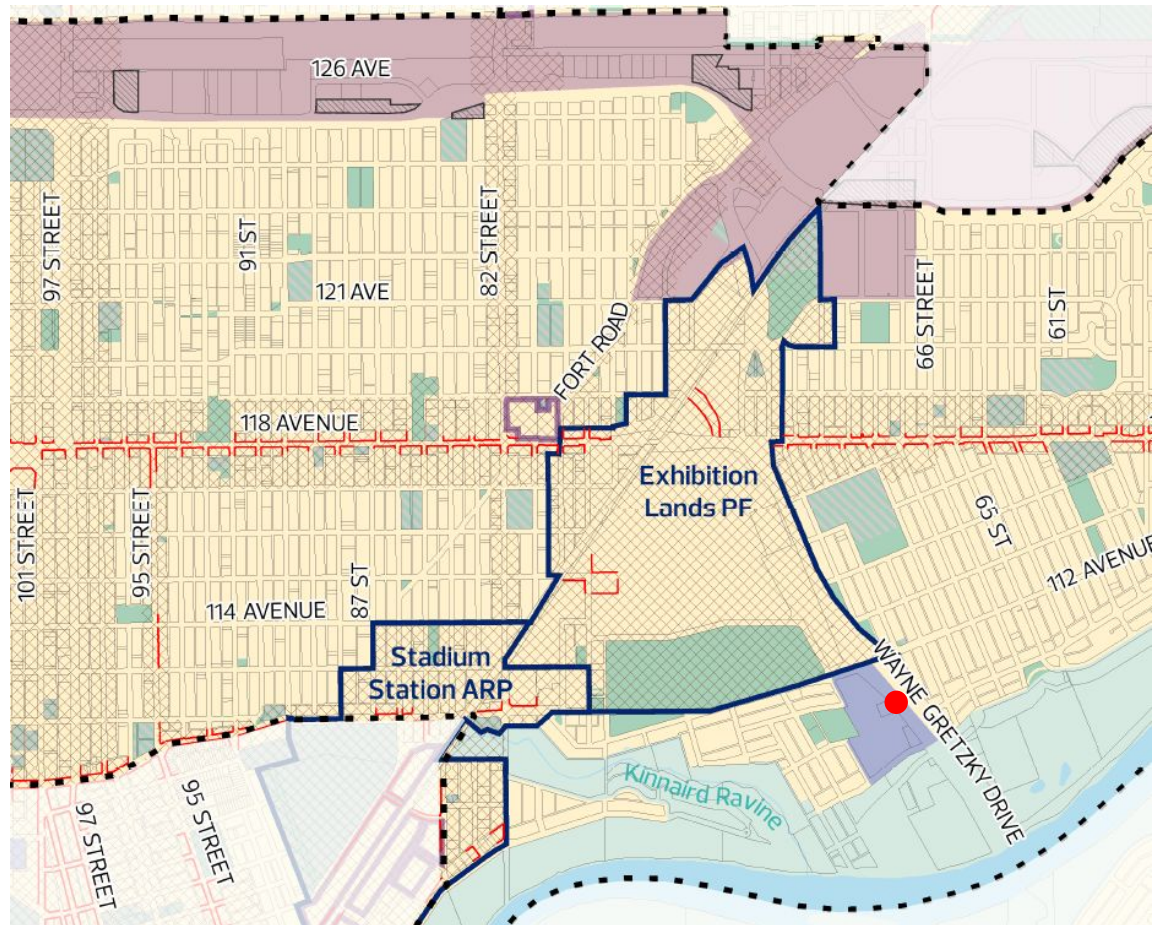 126 AVE
97 STREET
91 ST
82 STREET
121 AVE
FORT ROAD
66 STREET
61 ST
118 AVENUE
Exhibition
Lands PF
65 ST
101 STREET
95 STREET
87 ST
114 AVENUE
112 AVENUE
Stadium
Station ARP
WAYNE GRETZKY DRIVE
Kinnaird Ravine
97 STREET
95 STREET